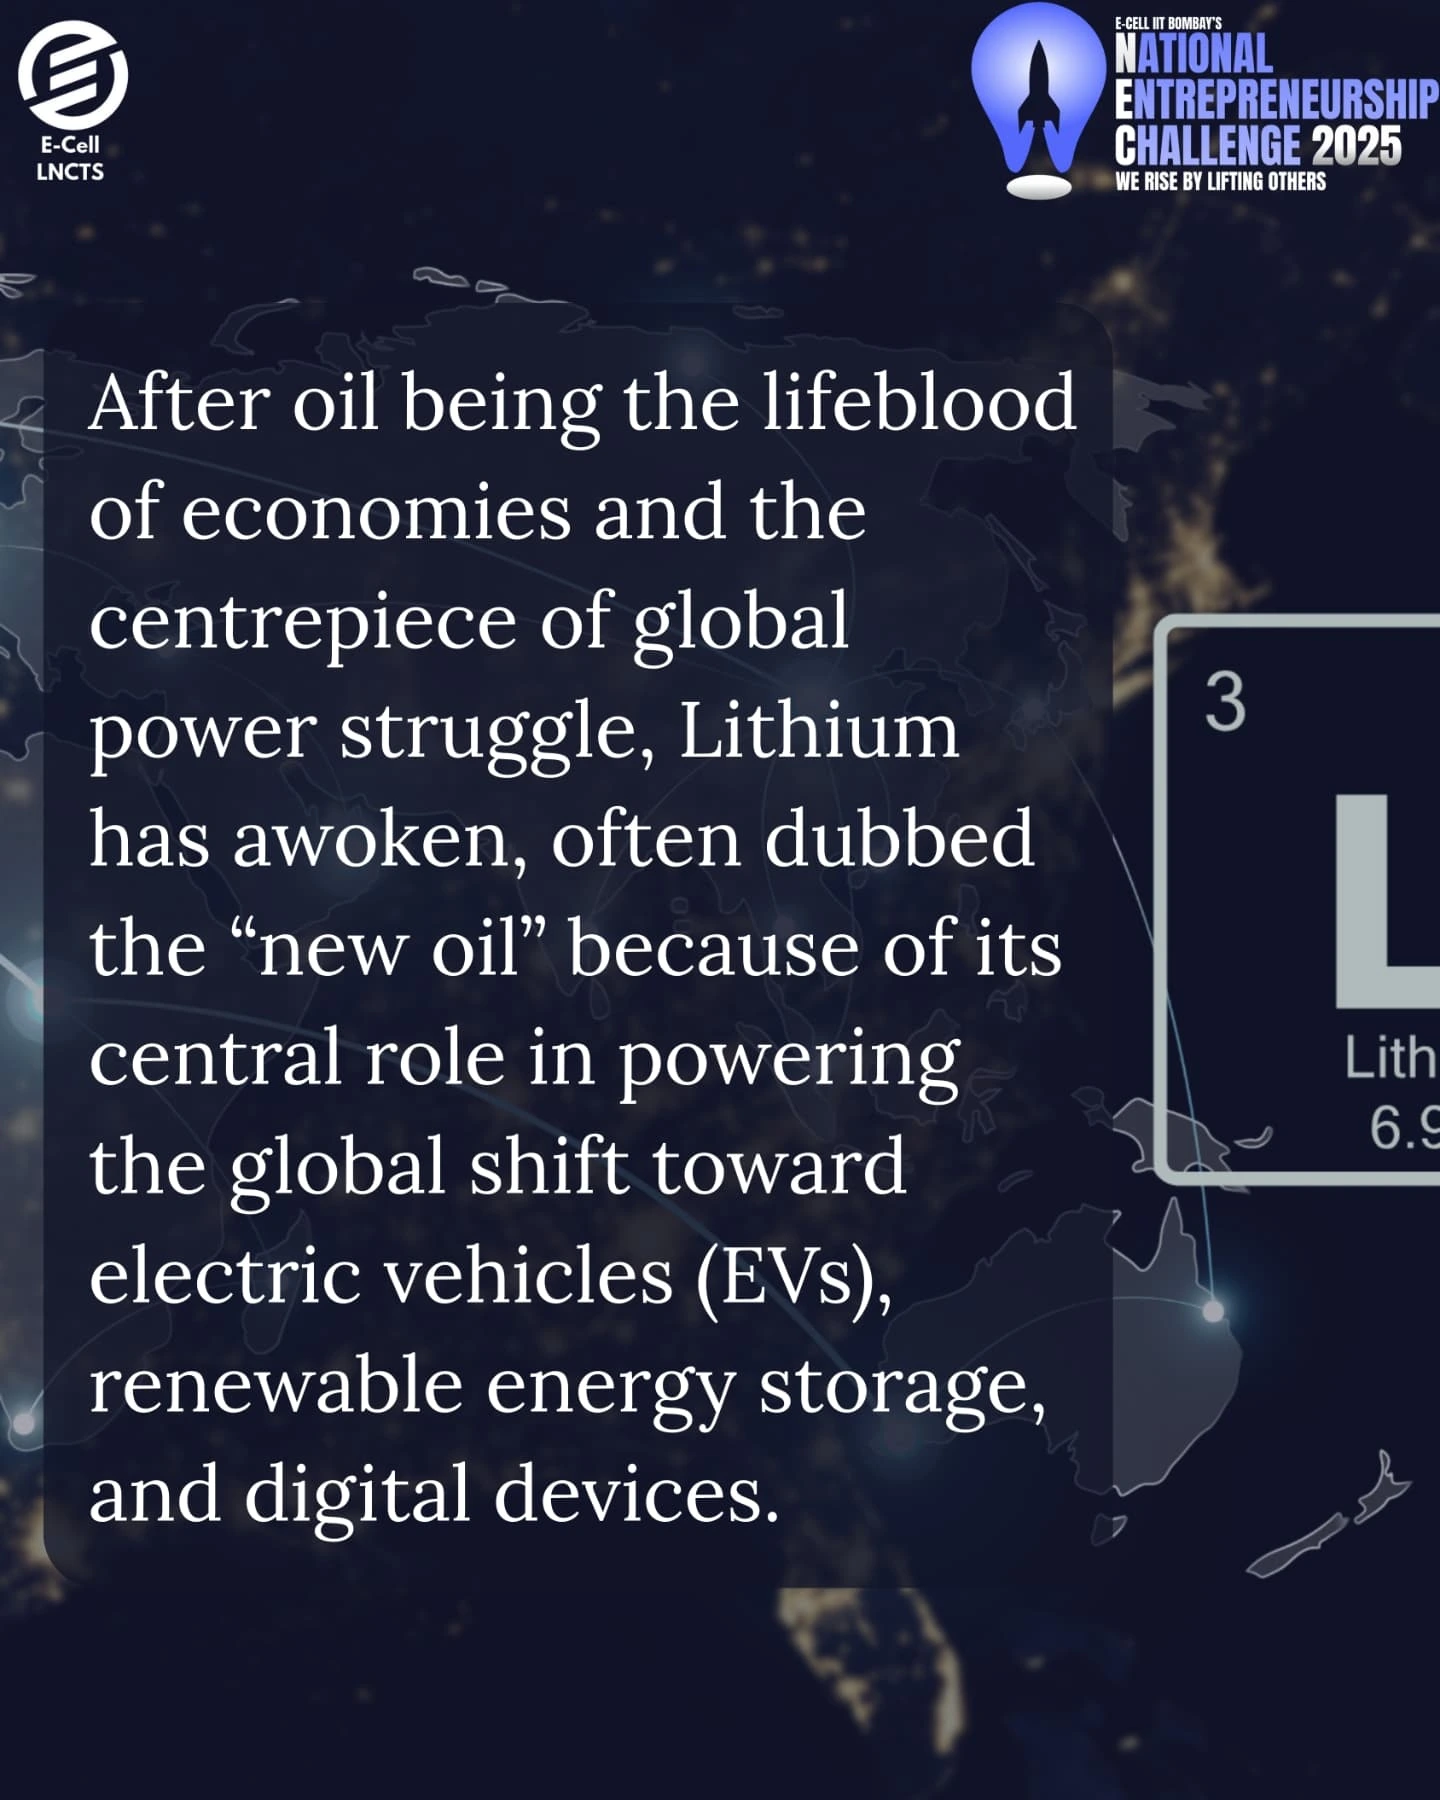 E-Cell
LNCTS
E-CELL IIT BOMBAY'S
NATIONAL
ENTREPRENEURSHIP
CHALLENGE 2025
WE RISE BY LIFTING OTHERS
After oil being the lifeblood
of economies and the
centrepiece of global
power struggle, Lithium
has awoken, often dubbed
the “new oil” because of its
central role in powering
the global shift toward
electric vehicles (EVs),
renewable energy storage,
and digital devices.
3
L
Lith
6.9